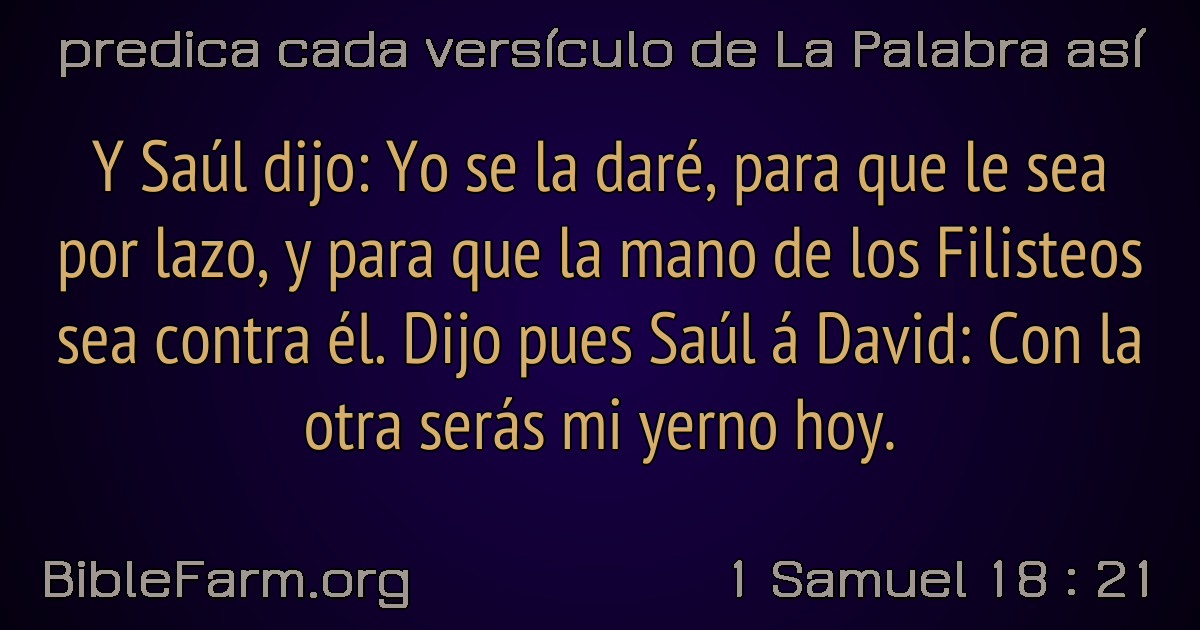 predica cada versículo de La Palabra así
Y Saúl dijo: Yo se la daré, para que le sea
por lazo, y para que la mano de los Filisteos
sea contra él. Dijo pues Saúl á David: Con la
otra serás mi yerno hoy.
BibleFarm.org
1 Samuel 18 : 21